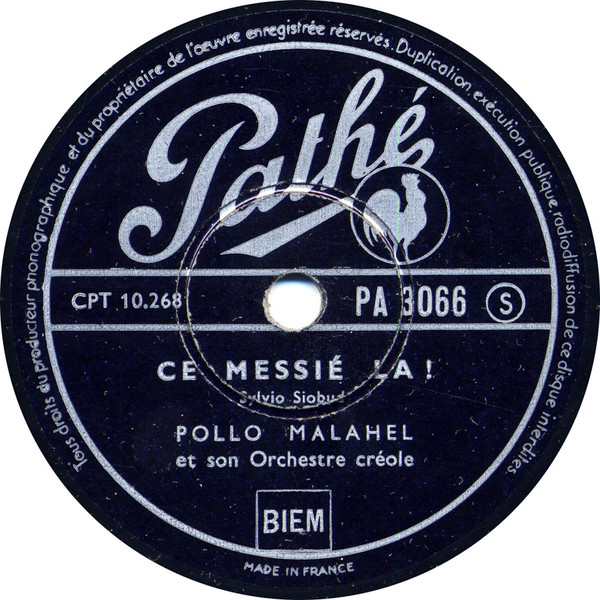 Tous droits du producteur phonographique et du propriétaire de l'œuvre enregistrée réservés. Duplication, exécution publique, radiodiffusion de ce disque interdites
Pathé
CPT 10.268
PA 3066 S
CE MESSIÉ LA!
Sylvio Siobud
POLLO MALAHEL
et son Orchestre créole
BIEM
MADE IN FRANCE